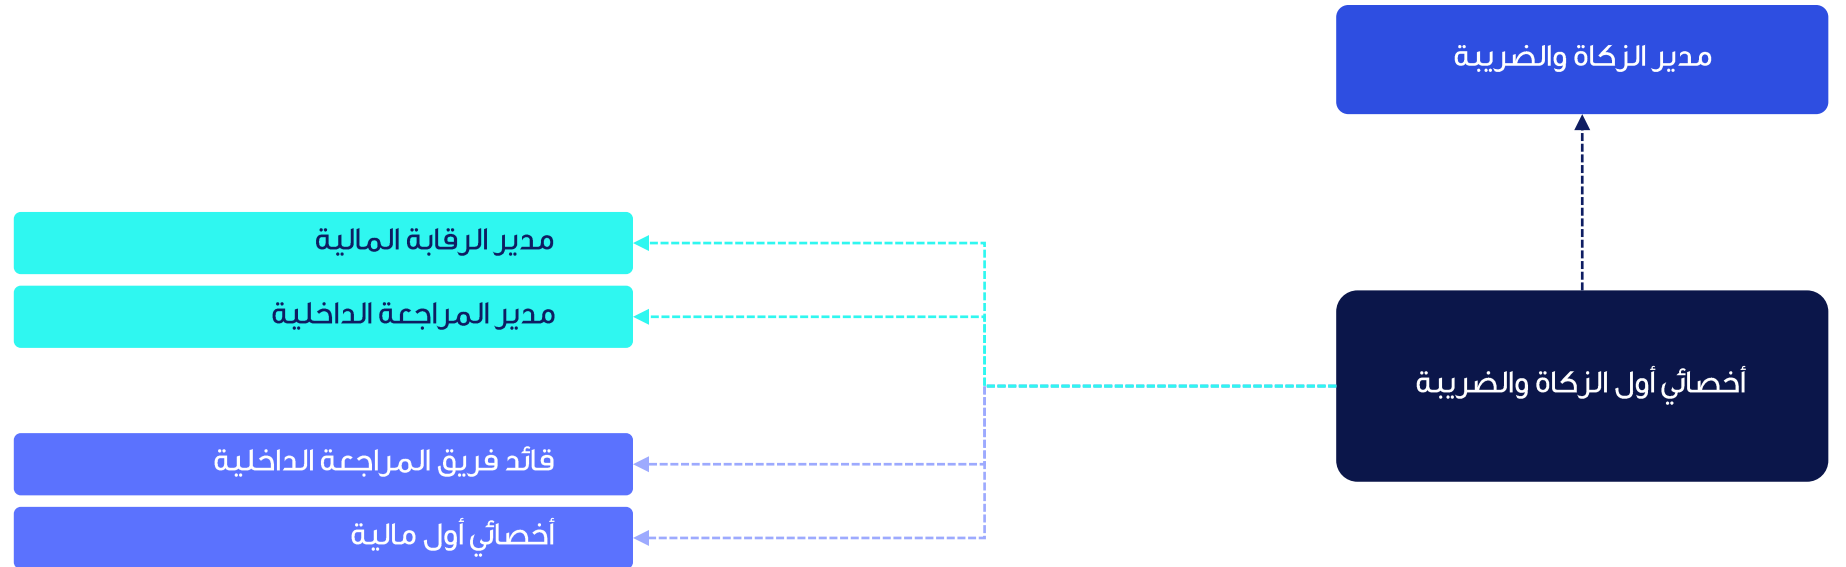 مدير الزكاة والضريبة
أخصائي أول الزكاة والضريبة
مدير الرقابة المالية
مدير المراجعة الداخلية
قائد فريق المراجعة الداخلية
أخصائي أول مالية